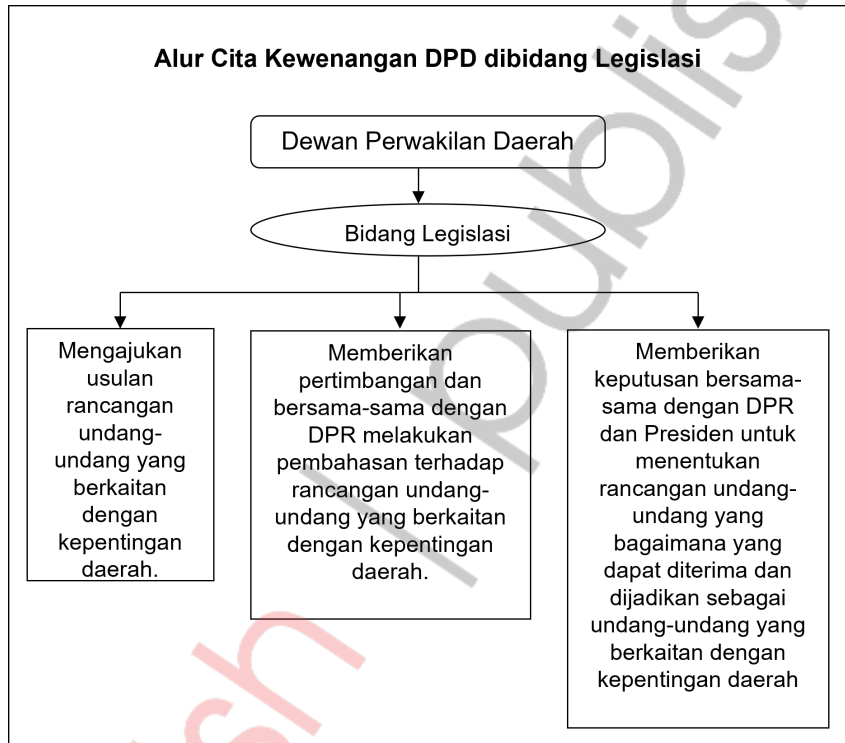 Alur Cita Kewenangan DPD dibidang Legislasi
Dewan Perwakilan Daerah
Bidang Legislasi
Mengajukan
usulan
rancangan
undang-
undang yang
berkaitan
dengan
kepentingan
daerah.
Memberikan
pertimbangan dan
bersama-sama dengan
DPR melakukan
pembahasan terhadap
rancangan undang-
undang yang berkaitan
dengan kepentingan
daerah.
Memberikan
keputusan bersama-
sama dengan DPR
dan Presiden untuk
menentukan
rancangan undang-
undang yang
bagaimana yang
dapat diterima dan
dijadikan sebagai
undang-undang yang
berkaitan dengan
kepentingan daerah
publis
sh